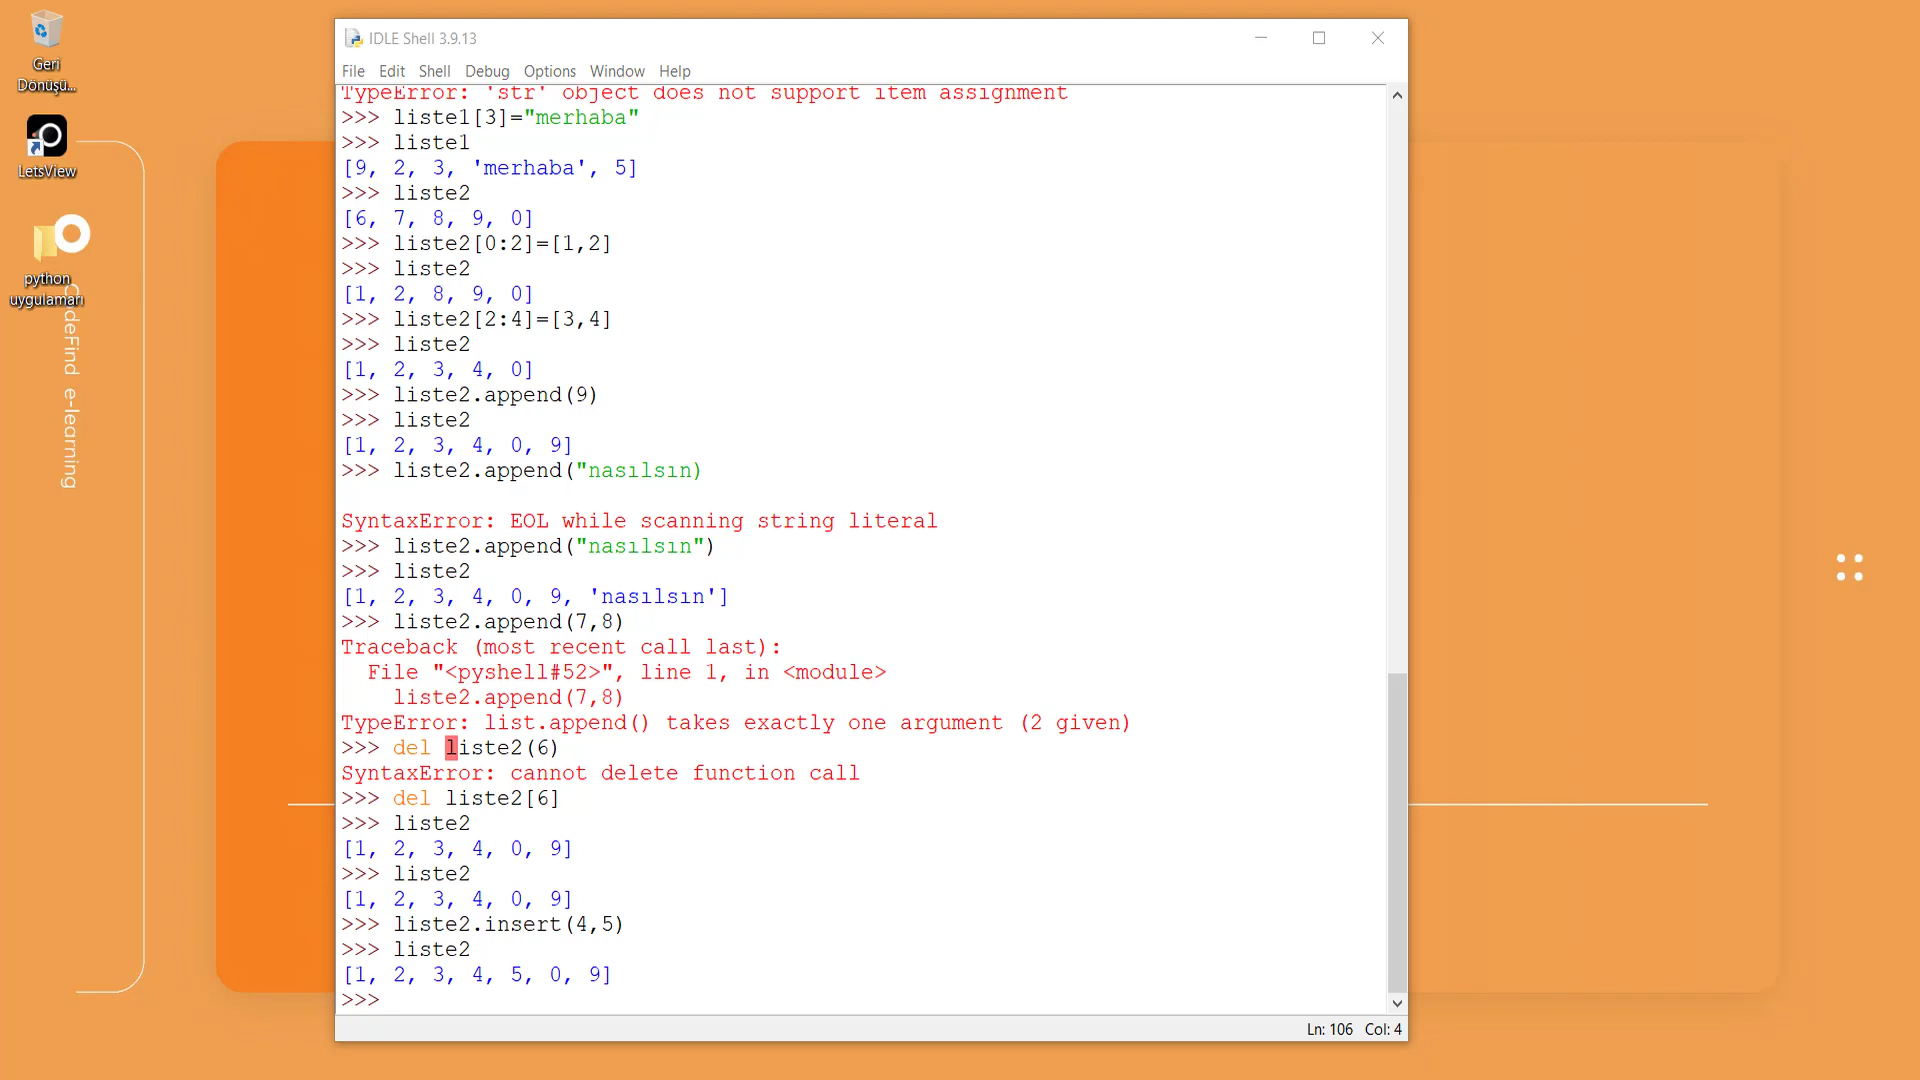 Geri
Dönüşü...
LetsView
python
uygulamaları
deFind e-learning
IDLE Shell 3.9.13
File Edit Shell Debug Options Window Help
TypeError: 'str' object does not support item assignment
>>> liste1[3]="merhaba"
>>> liste1
[9, 2, 3, 'merhaba', 5]
>>> liste2
[6, 7, 8, 9, 0]
>>> liste2[0:2]=[1,2]
>>> liste2
[1, 2, 8, 9, 0]
>>> liste2[2:4]=[3,4]
>>> liste2
[1, 2, 3, 4, 0]
>>> liste2.append(9)
>>> liste2
[1, 2, 3, 4, 0, 9]
>>> liste2.append("nasılsın)
SyntaxError: EOL while scanning string literal
>>> liste2.append("nasılsın")
>>> liste2
[1, 2, 3, 4, 0, 9, 'nasılsın']
>>> liste2.append(7,8)
Traceback (most recent call last):
  File "<pyshell#52>", line 1, in <module>
    liste2.append(7,8)
TypeError: list.append() takes exactly one argument (2 given)
>>> del liste2(6)
SyntaxError: cannot delete function call
>>> del liste2[6]
>>> liste2
[1, 2, 3, 4, 0, 9]
>>> liste2
[1, 2, 3, 4, 0, 9]
>>> liste2.insert(4,5)
>>> liste2
[1, 2, 3, 4, 5, 0, 9]
>>>
Ln: 106 Col: 4